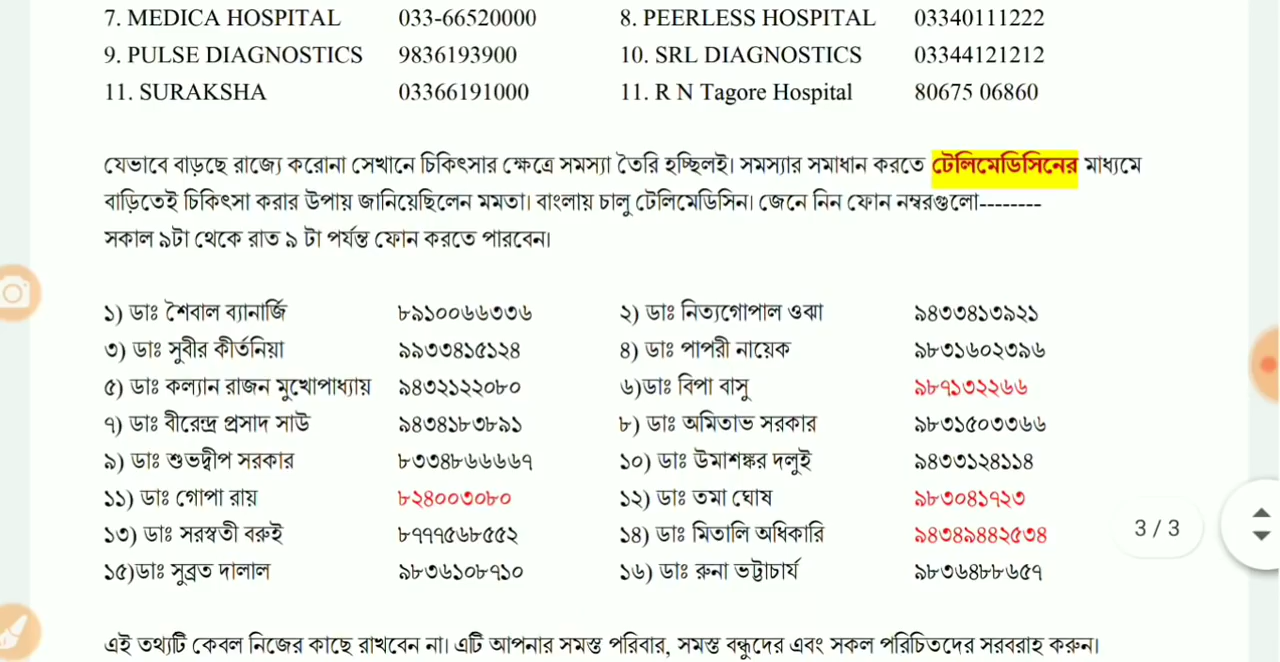 7. MEDICA HOSPITAL 033-66520000 8. PEERLESS HOSPITAL 03340111222
9. PULSE DIAGNOSTICS 9836193900 10. SRL DIAGNOSTICS 03344121212
11. SURAKSHA 03366191000 11. R N Tagore Hospital 80675 06860
যেভাবে বাড়ছে রাজ্যে করোনা সেখানে চিকিৎসার ক্ষেত্রে সমস্যা তৈরি হচ্ছিলই। সমস্যার সমাধান করতে টেলিমেডিসিনের মাধ্যমে
বাড়িতেই চিকিৎসা করার উপায় জানিয়েছিলেন মমতা। বাংলায় চালু টেলিমেডিসিন। জেনে নিন ফোন নম্বরগুলো--------
সকাল ৯টা থেকে রাত ৯ টা পর্যন্ত ফোন করতে পারবেন।
১) ডাঃ শৈবাল ব্যানার্জি ৮৯১০০৬৬৩৩৬ ২) ডাঃ নিত্যগোপাল ওঝা ৯৪৩৩৪১৩৯২১
৩) ডাঃ সুবীর কীর্তনিয়া ৯৯৩৩৪১৫১২৪ ৪) ডাঃ পাপরী নায়েক ৯৮৩১৬০২৩৯৬
৫) ডাঃ কল্যান রাজন মুখোপাধ্যায় ৯৪৩২১২২০৮০ ৬)ডাঃ বিপা বাসু ৯৮৭১৩২২৬৬
৭) ডাঃ বীরেন্দ্র প্রসাদ সাউ ৯৪৩৪১৮৩৮৯১ ৮) ডাঃ অমিতাভ সরকার ৯৮৩১৫০৩৩৬৬
৯) ডাঃ শুভদ্বীপ সরকার ৮৩৩৪৮৬৬৬৬৭ ১০) ডাঃ উমাশঙ্কর দলুই ৯৪৩৩১২৪১১৪
১১) ডাঃ গোপা রায় ৮২৪০০৩০৮০ ১২) ডাঃ তমা ঘোষ ৯৮৩০৪১৭২৩
১৩) ডাঃ সরস্বতী বরুই ৮৭৭৭৫৬৮৫৫২ ১৪) ডাঃ মিতালি অধিকারি ৯৪৩৪৯৪৪২৫৩৪
১৫)ডাঃ সুব্রত দালাল ৯৮৩৬১০৮৭১০ ১৬) ডাঃ রুনা ভট্টাচার্য ৯৮৩৬৪৮৮৬৫৭
3 / 3
এই তথ্যটি কেবল নিজের কাছে রাখবেন না। এটি আপনার সমস্ত পরিবার, সমস্ত বন্ধুদের এবং সকল পরিচিতদের সরবরাহ করুন।